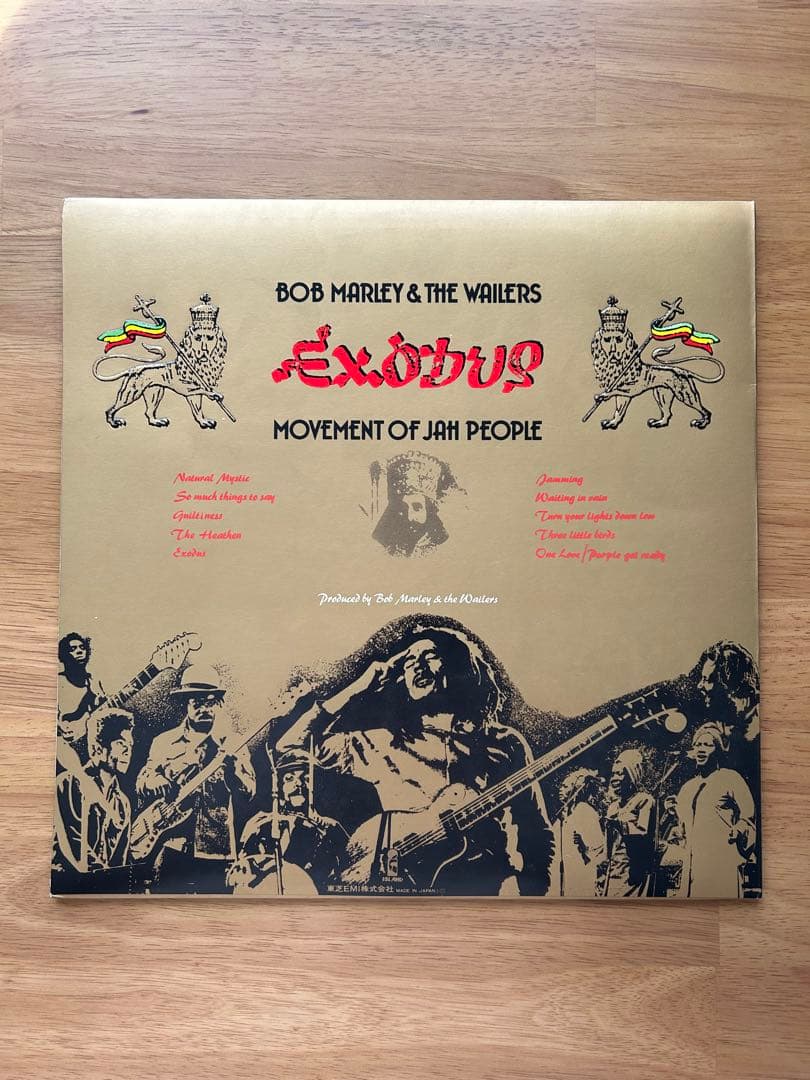 BOB MARLEY & THE WAILERS
Exodus
MOVEMENT OF JAH PEOPLE
Natural Mystic
So much things to say
Guiltiness
The Heathen
Exodus
Jamming
Waiting in vain
Turn your lights down low
Three little birds
One Love/People get ready
Produced by Bob Marley & the Wailers
ISLAND
東芝EMI株式会社 MADE IN JAPAN